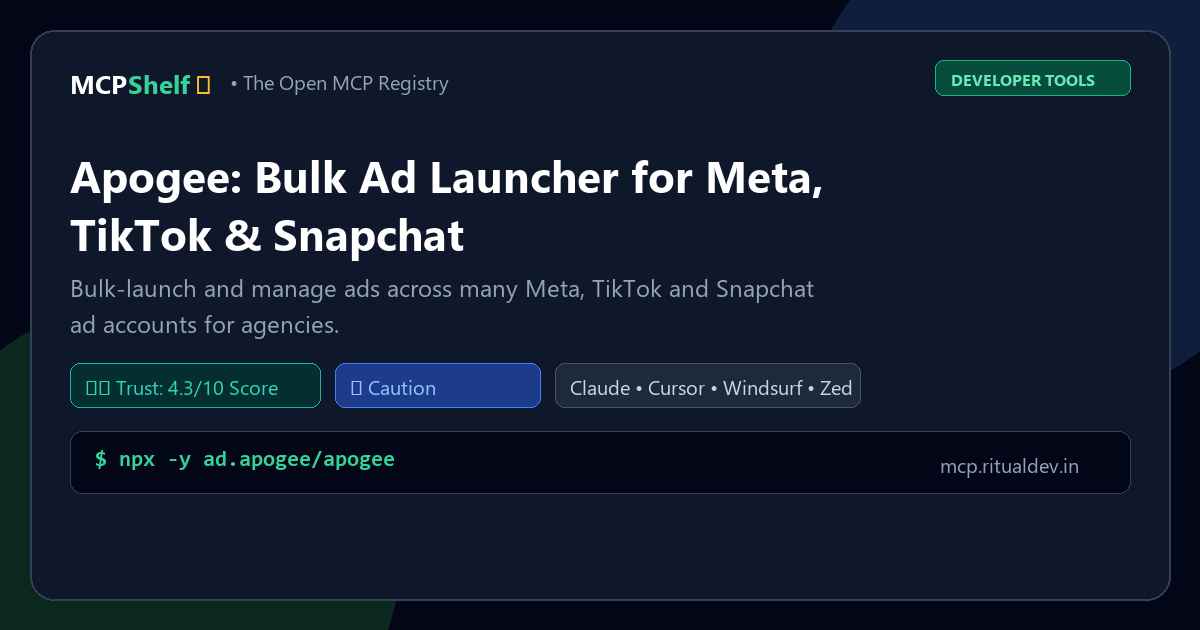 MCPShelf • The Open MCP Registry
DEVELOPER TOOLS
Apogee: Bulk Ad Launcher for Meta,
TikTok & Snapchat
Bulk-launch and manage ads across many Meta, TikTok and Snapchat
ad accounts for agencies.
Trust: 4.3/10 Score
Caution
Claude • Cursor • Windsurf • Zed
$ npx -y ad.apogee/apogee
mcp.ritualdev.in